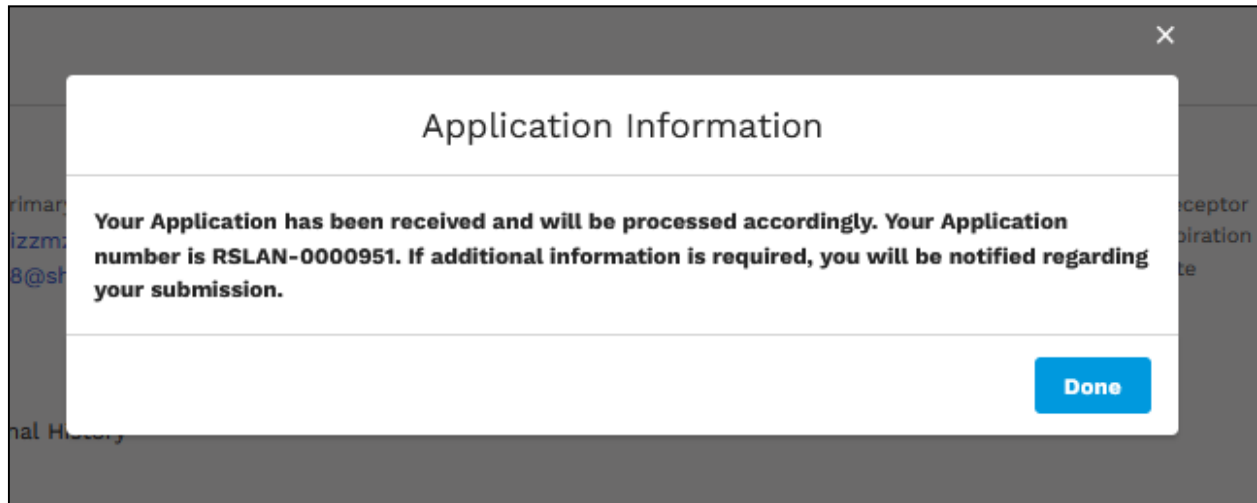 Application Information
Your Application has been received and will be processed accordingly. Your Application
number is RSLAN-0000951. If additional information is required, you will be notified regarding
your submission.
Done